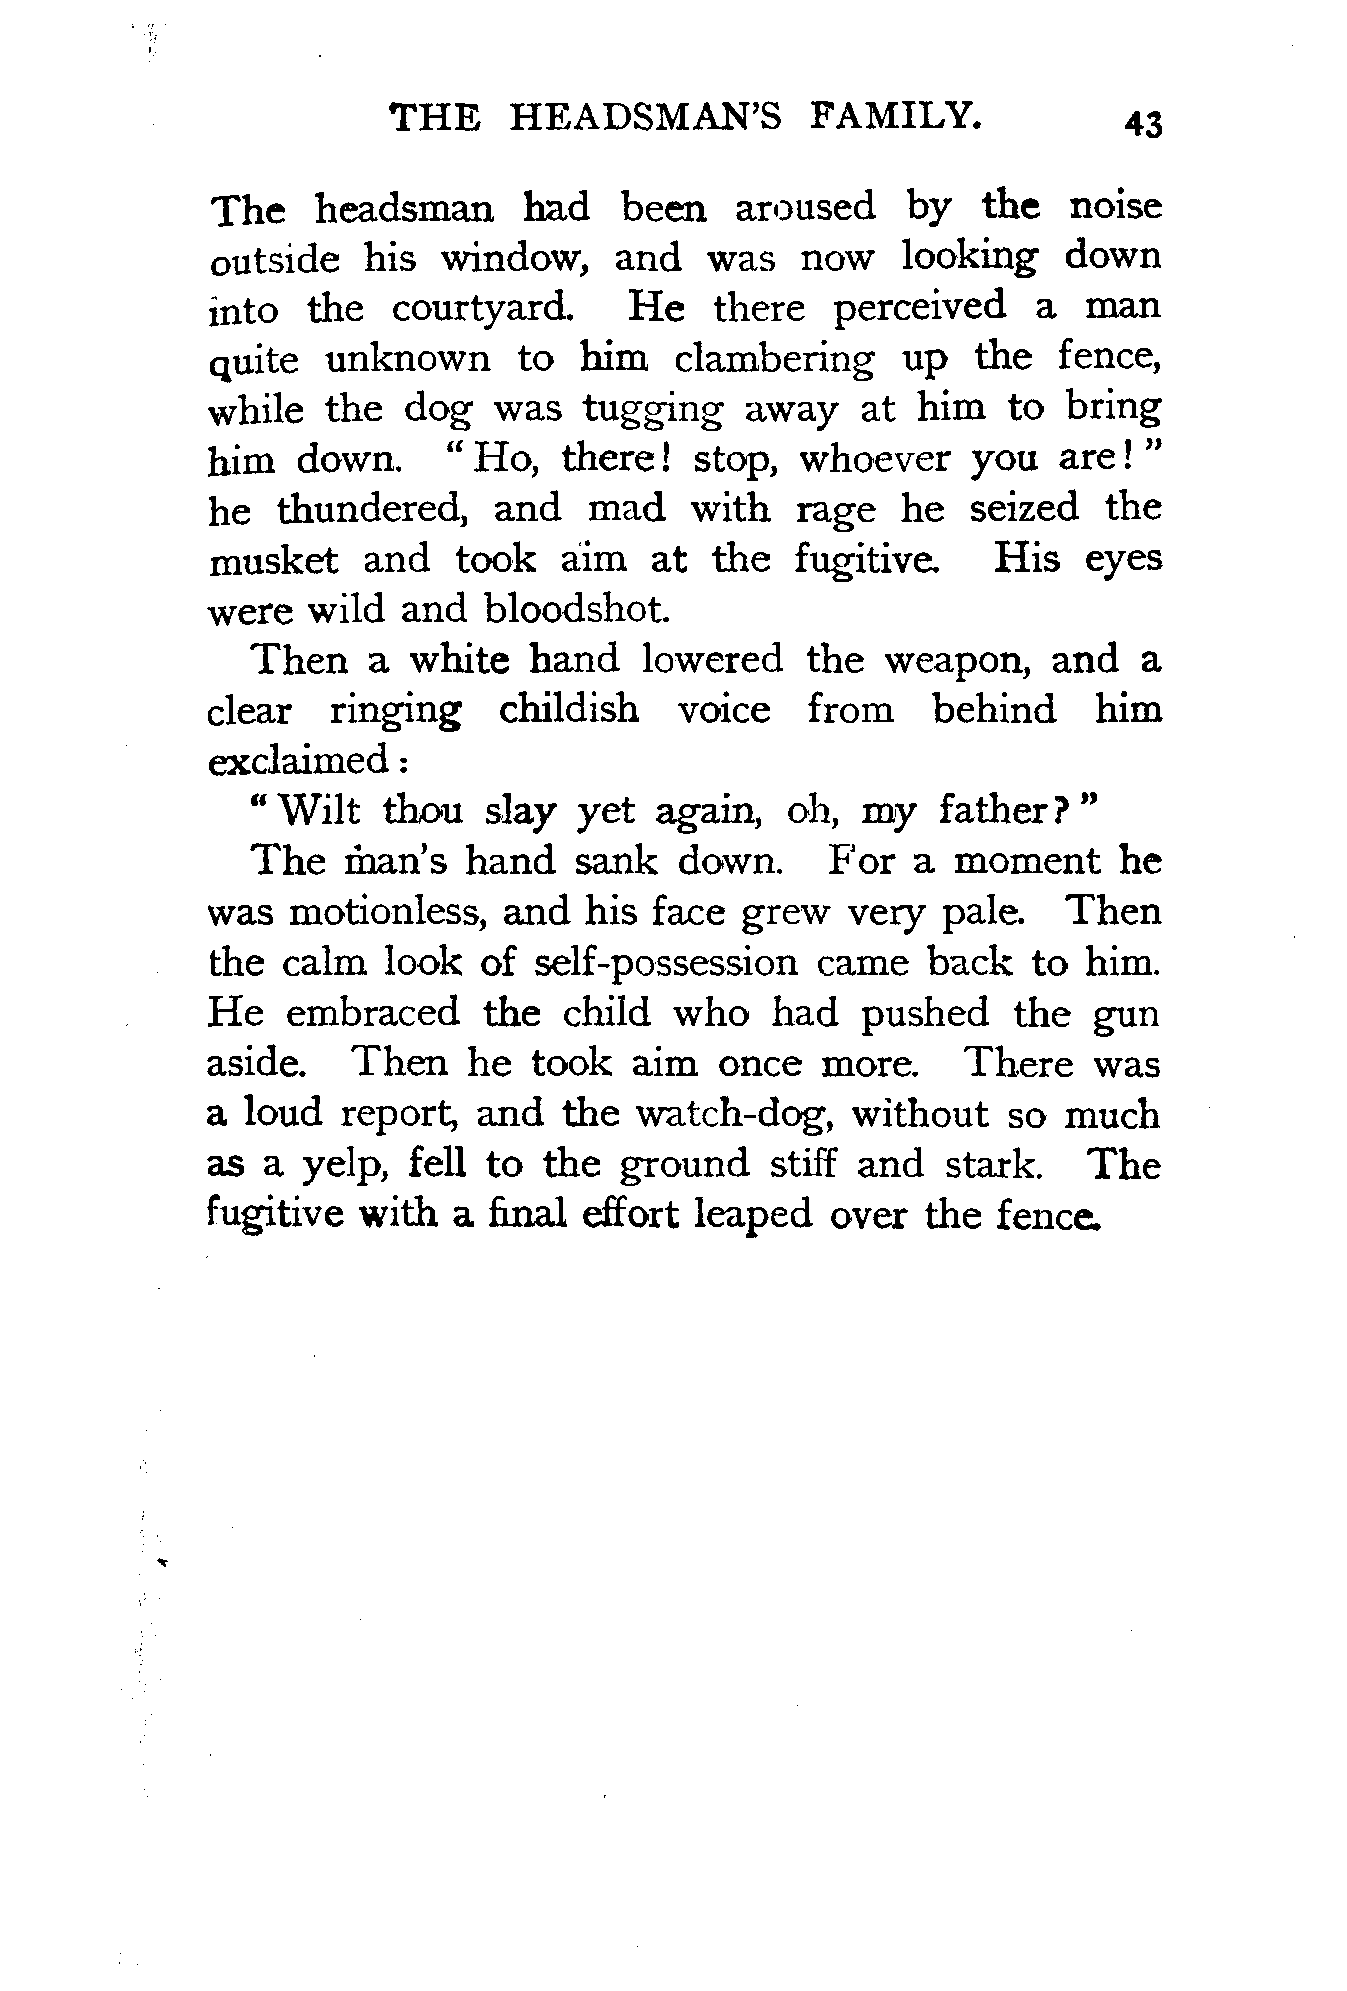 THE HEADSMAN'S FAMILY. 43
The headsman had been aroused by the noise
outside his window, and was now looking down
into the courtyard. He there perceived a man
quite unknown to him clambering up the fence,
while the dog was tugging away at him to bring
him down. "Ho, there! stop, whoever you are!"
he thundered, and mad with rage he seized the
musket and took aim at the fugitive. His eyes
were wild and bloodshot.
Then a white hand lowered the weapon, and a
clear ringing childish voice from behind him
exclaimed:
"Wilt thou slay yet again, oh, my father?"
The man's hand sank down. For a moment he
was motionless, and his face grew very pale. Then
the calm look of self-possession came back to him.
He embraced the child who had pushed the gun
aside. Then he took aim once more. There was
a loud report, and the watch-dog, without so much
as a yelp, fell to the ground stiff and stark. The
fugitive with a final effort leaped over the fence.